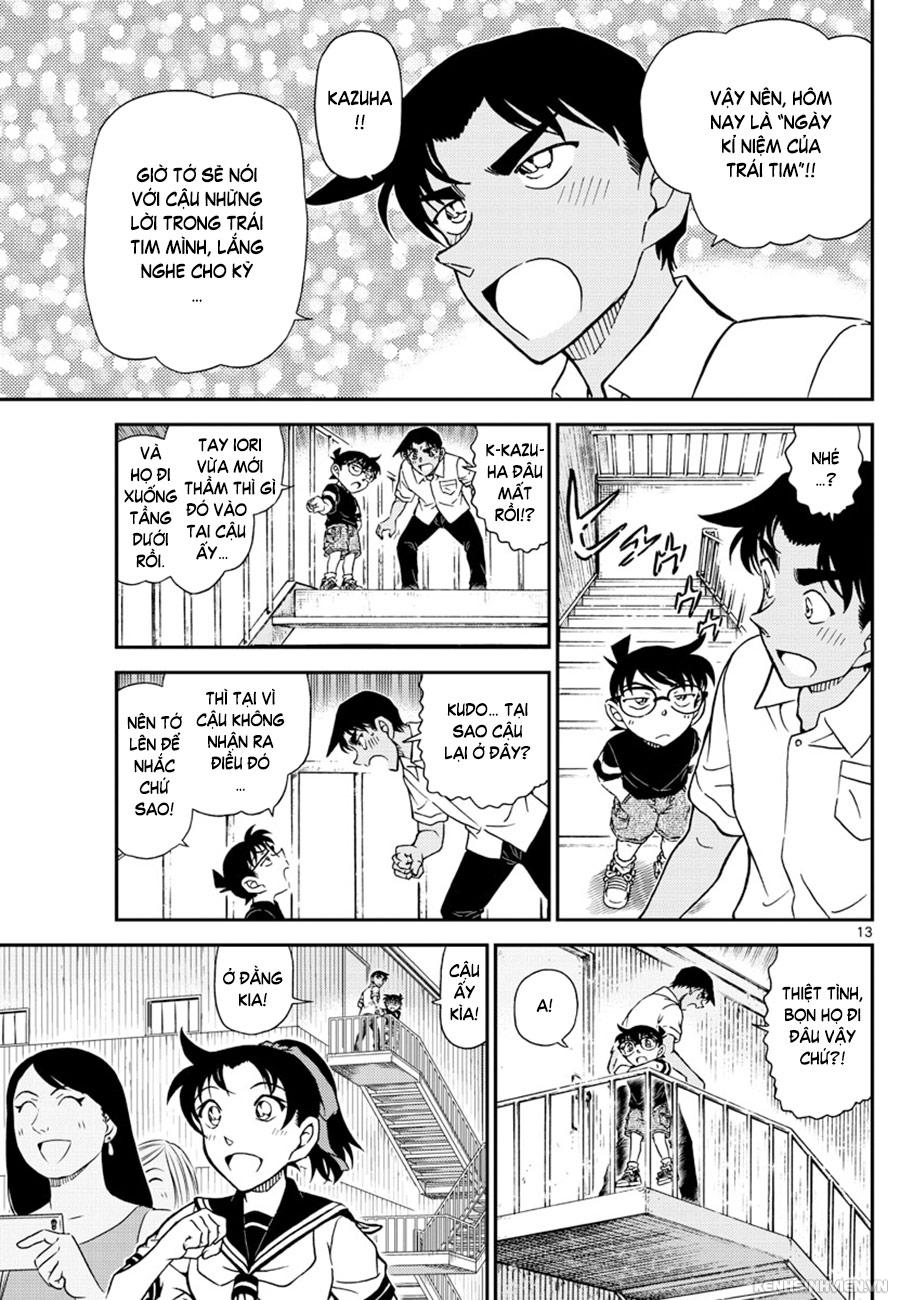 VẬY NÊN, HÔM
NAY LÀ "NGÀY
KỈ NIỆM CỦA
TRÁI TIM"!!
KAZUHA
!!
GIỜ TỚ SẼ NÓI
VỚI CẬU NHỮNG
LỜI TRONG TRÁI
TIM MÌNH, LẮNG
NGHE CHO KỸ
...
NHÉ
...?
K-KAZU-
HA ĐÂU
MẤT
RỒI!?
TAY IORI
VỪA MỚI
THẦM THÌ GÌ
ĐÓ VÀO
TAI CẬU
ẤY...
VÀ
HỌ ĐI
XUỐNG
TẦNG
DƯỚI
RỒI.
KUDO... TẠI
SAO CẬU
LẠI Ở ĐÂY?
THÌ TẠI VÌ
CẬU KHÔNG
NHẬN RA
ĐIỀU ĐÓ
...
NÊN TỚ
LÊN ĐỂ
NHẮC
CHỨ
SAO!
13
THIỆT TÌNH,
BỌN HỌ ĐI
ĐÂU VẬY
CHỨ?!
A!
CẬU
ẤY
KÌA!
Ở ĐẰNG
KIA!
KENHSINHVIEN.VN